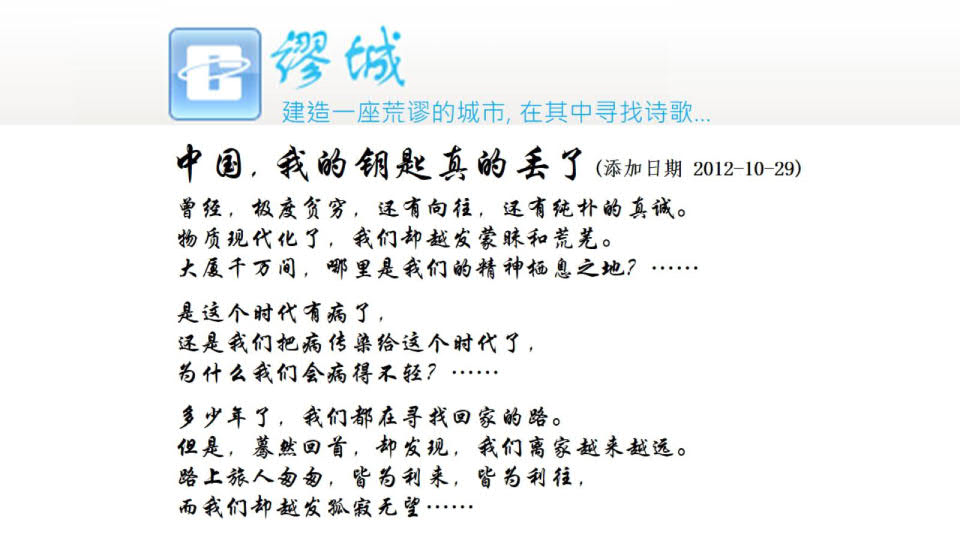 缪城
建造一座荒谬的城市, 在其中寻找诗歌...
中国, 我的钥匙真的丢了 (添加日期 2012-10-29)
曾经，极度贫穷，还有向往，还有纯朴的真诚。
物质现代化了，我们却越发蒙昧和荒芜。
大厦千万间，哪里是我们的精神栖息之地？……
是这个时代有病了，
还是我们把病传染给这个时代了，
为什么我们会病得不轻？……
多少年了，我们都在寻找回家的路。
但是，蓦然回首，却发现，我们离家越来越远。
路上旅人匆匆，皆为利来，皆为利往，
而我们却越发孤寂无望……